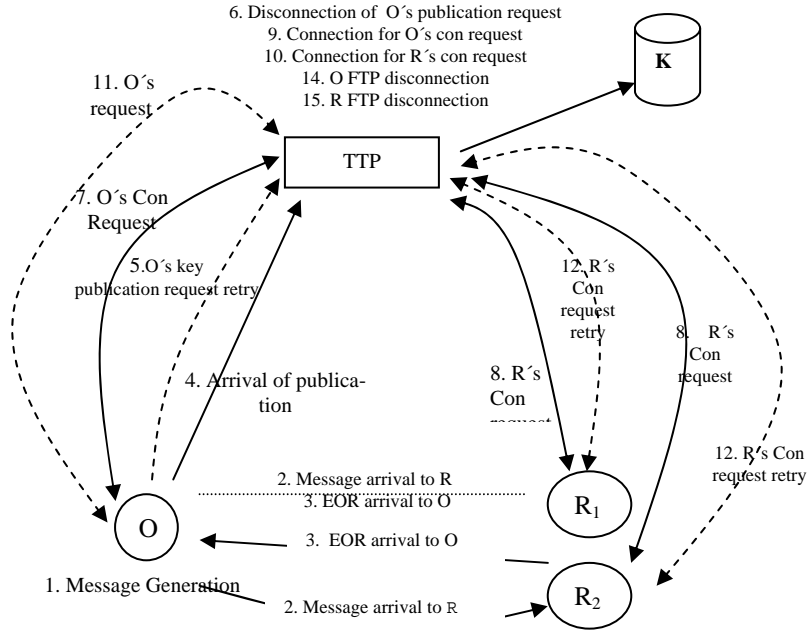 6. Disconnection of O´s publication request
9. Connection for O´s con request
10. Connection for R´s con request
14. O FTP disconnection
15. R FTP disconnection
K
11. O´s
request
TTP
7. O´s Con
Request
5.O´s key
publication request retry
12. R´s
Con
request
retry
8. R´s
Con
request
4. Arrival of publica-
tion
8. R´s
Con
request
12. R´s Con
request retry
2. Message arrival to R
3. EOR arrival to O
R1
O
3. EOR arrival to O
1. Message Generation
R2
2. Message arrival to R